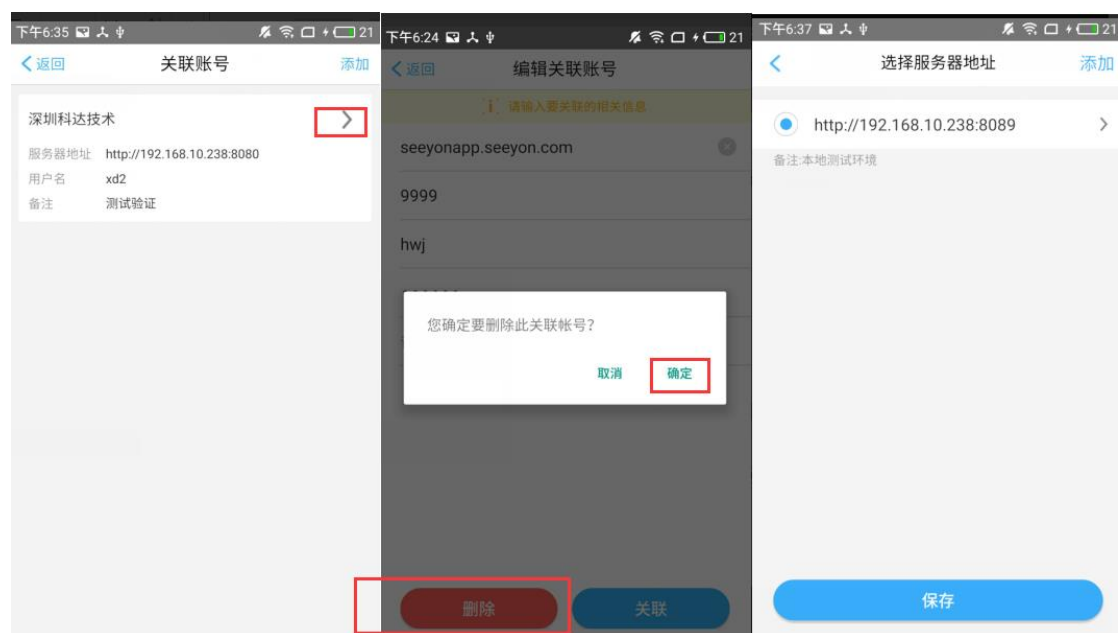 下午6:35
21
返回
关联账号
添加
深圳科达技术
服务器地址 http://192.168.10.238:8080
用户名 xd2
备注 测试验证
下午6:24
21
返回
编辑关联账号
请输入要关联的相关信息
seeyonapp.seeyon.com
9999
hwj
您确定要删除此关联帐号?
取消 确定
删除 关联
下午6:37
21
选择服务器地址
添加
http://192.168.10.238:8089
备注:本地测试环境
保存